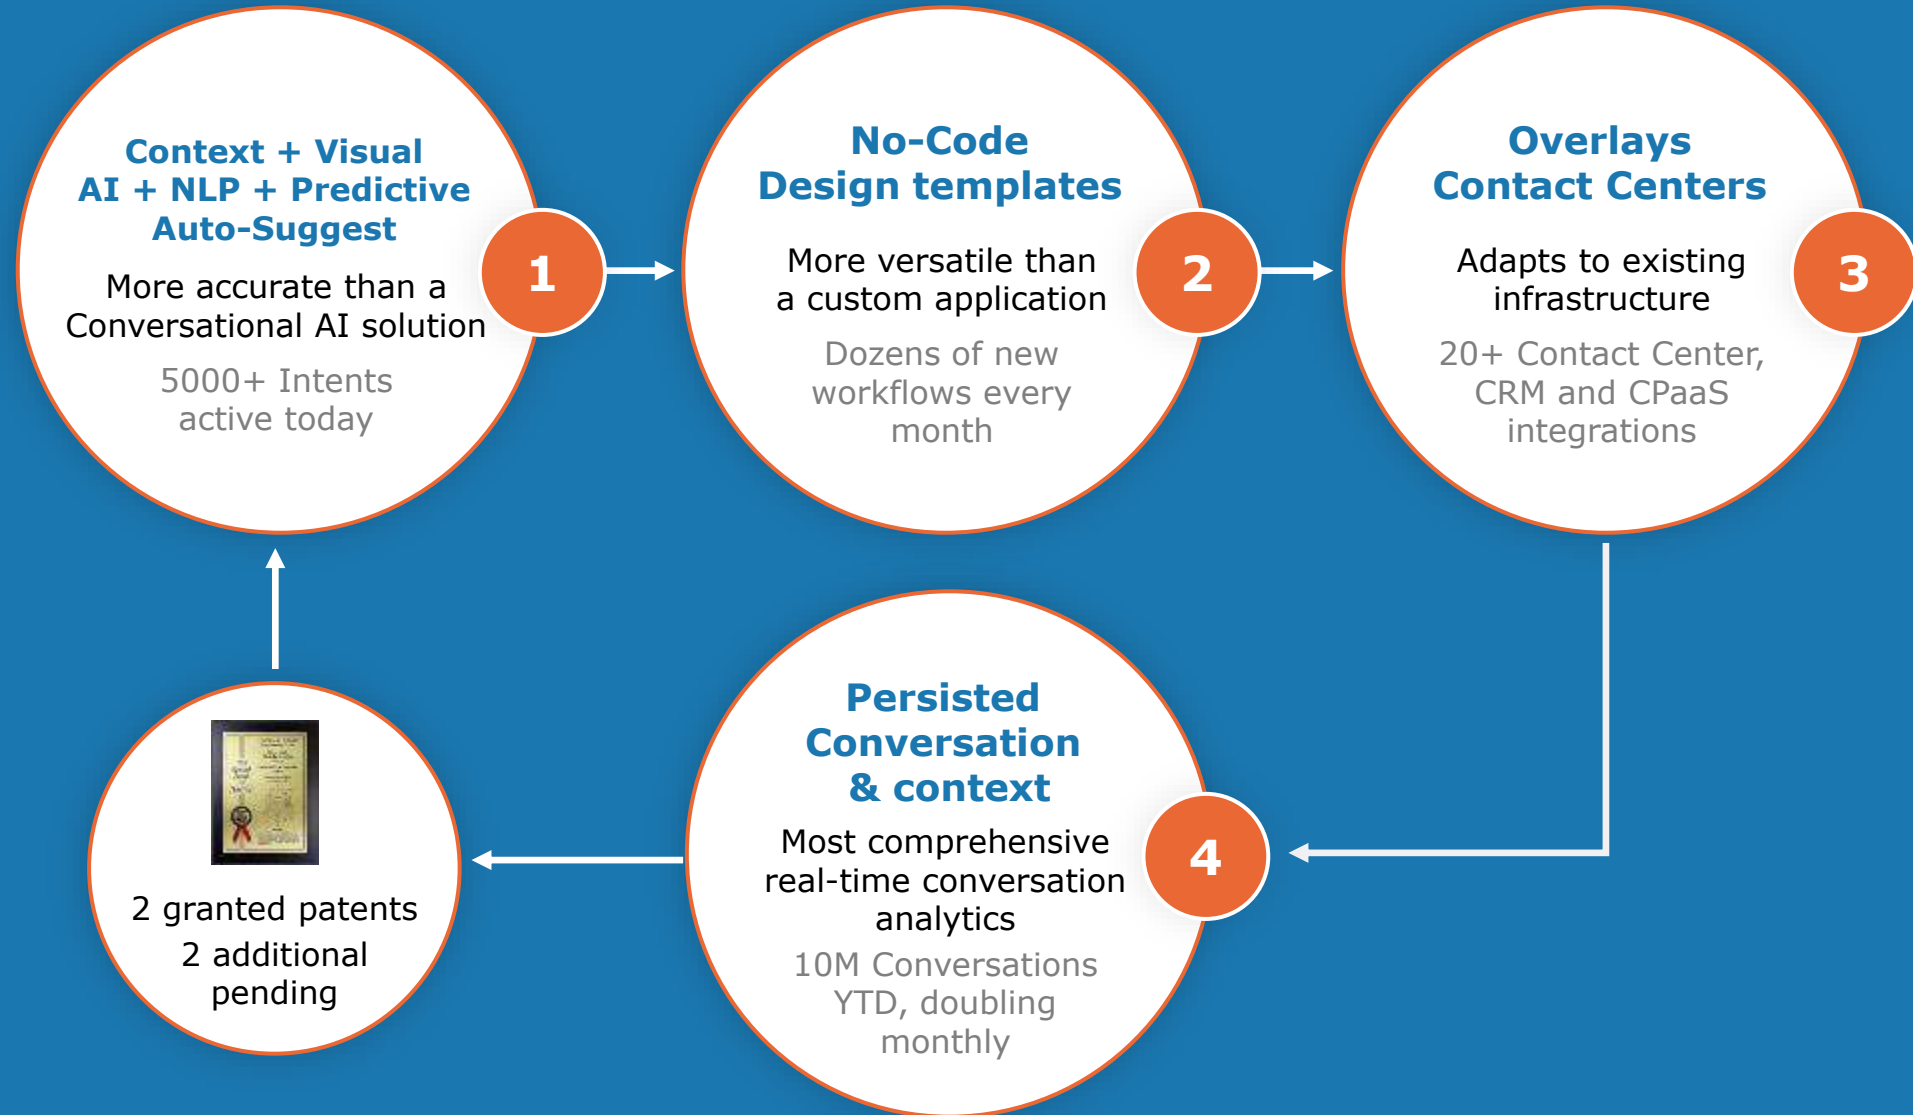 Context + Visual
AI + NLP + Predictive
Auto-Suggest
More accurate than a
Conversational AI solution
5000+ Intents
active today
1
No-Code
Design templates
More versatile than
a custom application
Dozens of new
workflows every
month
2
Overlays
Contact Centers
Adapts to existing
infrastructure
20+ Contact Center,
CRM and CPaaS
integrations
3
Persisted
Conversation
& context
Most comprehensive
real-time conversation
analytics
10M Conversations
YTD, doubling
monthly
4
2 granted patents
2 additional
pending